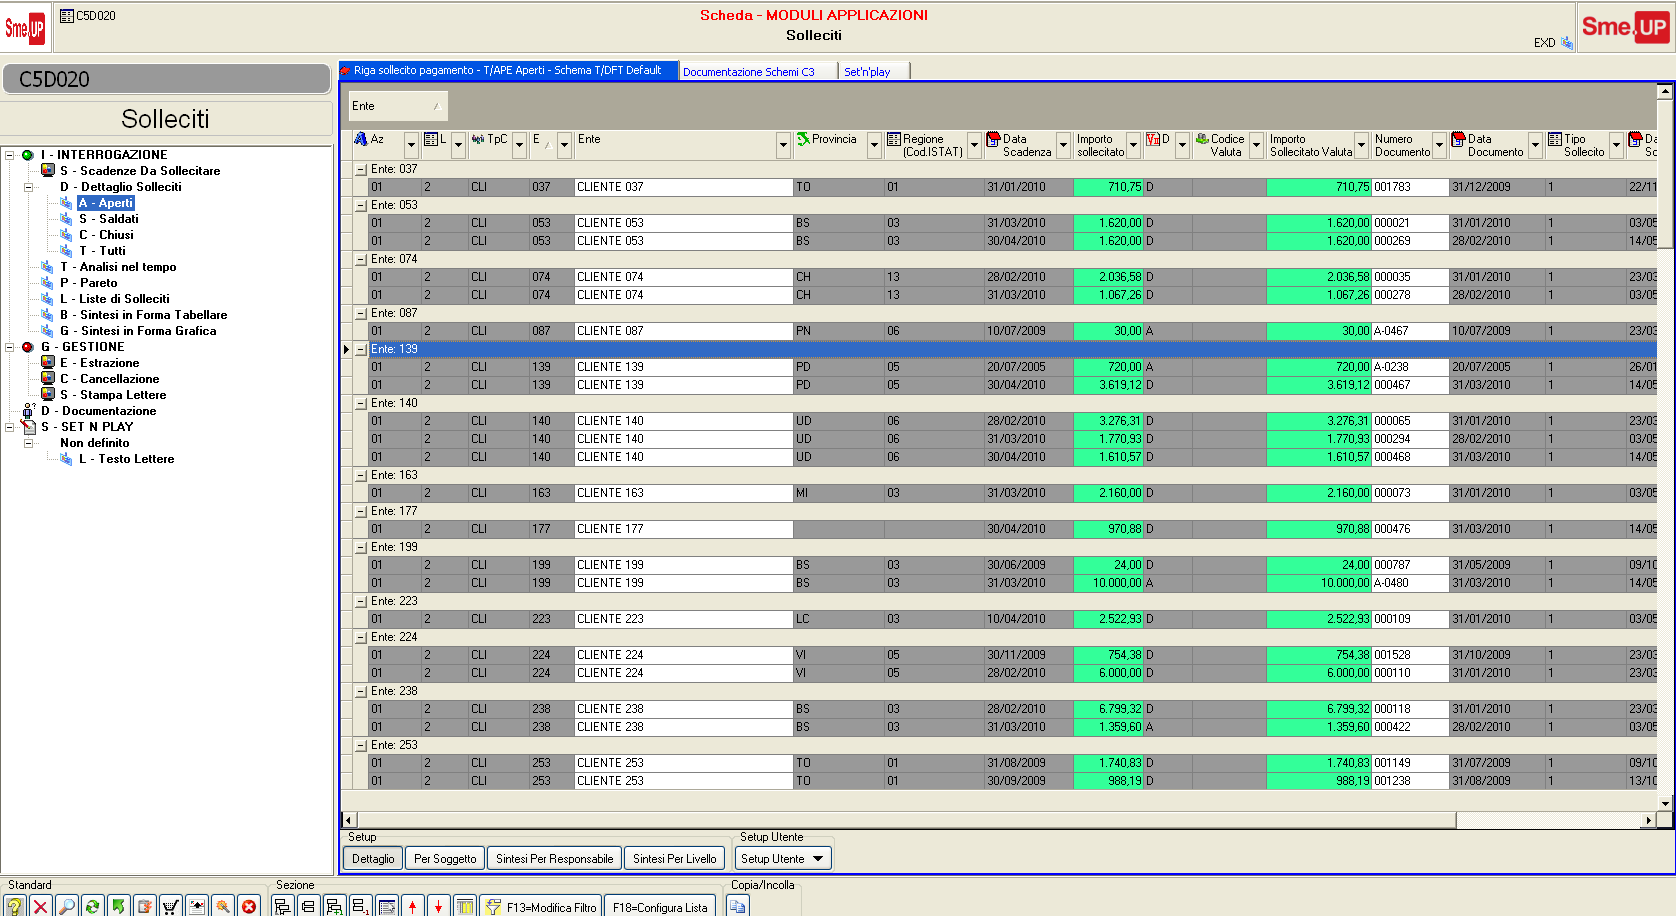 Sme.UP
C5D020
Scheda - MODULI APPLICAZIONI
Solleciti
EXD
Sme.UP
C5D020
Solleciti
I - INTERROGAZIONE
S - Scadenze Da Sollecitare
D - Dettaglio Solleciti
A - Aperti
S - Saldati
C - Chiusi
T - Tutti
T - Analisi nel tempo
P - Pareto
L - Liste di Solleciti
B - Sintesi in Forma Tabellare
G - Sintesi in Forma Grafica
G - GESTIONE
E - Estrazione
C - Cancellazione
S - Stampa Lettere
D - Documentazione
S - SET N PLAY
Non definito
L - Testo Lettere
Riga sollecito pagamento - T/APE Aperti - Schema T/DFT Default
Documentazione Schemi C3
Set'n'play
Ente
Az L TpC E Ente Provincia Regione (Cod.ISTAT) Data Scadenza Importo sollecitato D Codice Valuta Importo Sollecitato Valuta Numero Documento Data Documento Tipo Sollecito Da Sc
Ente: 037
01 2 CLI 037 CLIENTE 037 TO 01 31/01/2010 710,75 D 710,75 001783 31/12/2009 1 22/11
Ente: 053
01 2 CLI 053 CLIENTE 053 BS 03 31/03/2010 1.620,00 D 1.620,00 000021 31/01/2010 1 03/05
01 2 CLI 053 CLIENTE 053 BS 03 30/04/2010 1.620,00 D 1.620,00 000269 28/02/2010 1 14/05
Ente: 074
01 2 CLI 074 CLIENTE 074 CH 13 28/02/2010 2.036,58 D 2.036,58 000035 31/01/2010 1 23/03
01 2 CLI 074 CLIENTE 074 CH 13 31/03/2010 1.067,26 D 1.067,26 000278 28/02/2010 1 03/05
Ente: 087
01 2 CLI 087 CLIENTE 087 PN 06 10/07/2009 30,00 A 30,00 A-0467 10/07/2009 1 23/03
Ente: 139
01 2 CLI 139 CLIENTE 139 PD 05 20/07/2005 720,00 A 720,00 A-0238 20/07/2005 1 26/01
01 2 CLI 139 CLIENTE 139 PD 05 30/04/2010 3.619,12 D 3.619,12 000467 31/03/2010 1 14/05
Ente: 140
01 2 CLI 140 CLIENTE 140 UD 06 28/02/2010 3.276,31 D 3.276,31 000065 31/01/2010 1 23/03
01 2 CLI 140 CLIENTE 140 UD 06 31/03/2010 1.770,93 D 1.770,93 000294 28/02/2010 1 03/05
01 2 CLI 140 CLIENTE 140 UD 06 30/04/2010 1.610,57 D 1.610,57 000468 31/03/2010 1 14/05
Ente: 163
01 2 CLI 163 CLIENTE 163 MI 03 31/03/2010 2.160,00 D 2.160,00 000073 31/01/2010 1 03/05
Ente: 177
01 2 CLI 177 CLIENTE 177 30/04/2010 970,88 D 970,88 000476 31/03/2010 1 14/05
Ente: 199
01 2 CLI 199 CLIENTE 199 BS 03 30/06/2009 24,00 D 24,00 000787 31/05/2009 1 09/10
01 2 CLI 199 CLIENTE 199 BS 03 31/03/2010 10.000,00 A 10.000,00 A-0480 31/03/2010 1 14/05
Ente: 223
01 2 CLI 223 CLIENTE 223 LC 03 10/04/2010 2.522,93 D 2.522,93 000109 31/01/2010 1 03/05
Ente: 224
01 2 CLI 224 CLIENTE 224 VI 05 30/11/2009 754,38 D 754,38 001528 31/10/2009 1 23/03
01 2 CLI 224 CLIENTE 224 VI 05 28/02/2010 6.000,00 D 6.000,00 000110 31/01/2010 1 23/03
Ente: 238
01 2 CLI 238 CLIENTE 238 BS 03 28/02/2010 6.799,32 D 6.799,32 000118 31/01/2010 1 23/03
01 2 CLI 238 CLIENTE 238 BS 03 31/03/2010 1.359,60 A 1.359,60 000422 28/02/2010 1 03/05
Ente: 253
01 2 CLI 253 CLIENTE 253 TO 01 31/08/2009 1.740,83 D 1.740,83 001149 31/07/2009 1 09/10
01 2 CLI 253 CLIENTE 253 TO 01 30/09/2009 988,19 D 988,19 001238 31/08/2009 1 13/10
Setup
Dettaglio Per Soggetto Sintesi Per Responsabile Sintesi Per Livello
Setup Utente
Setup Utente
Standard
Sezione
F13=Modifica Filtro F18=Configura Lista
Copia/Incolla